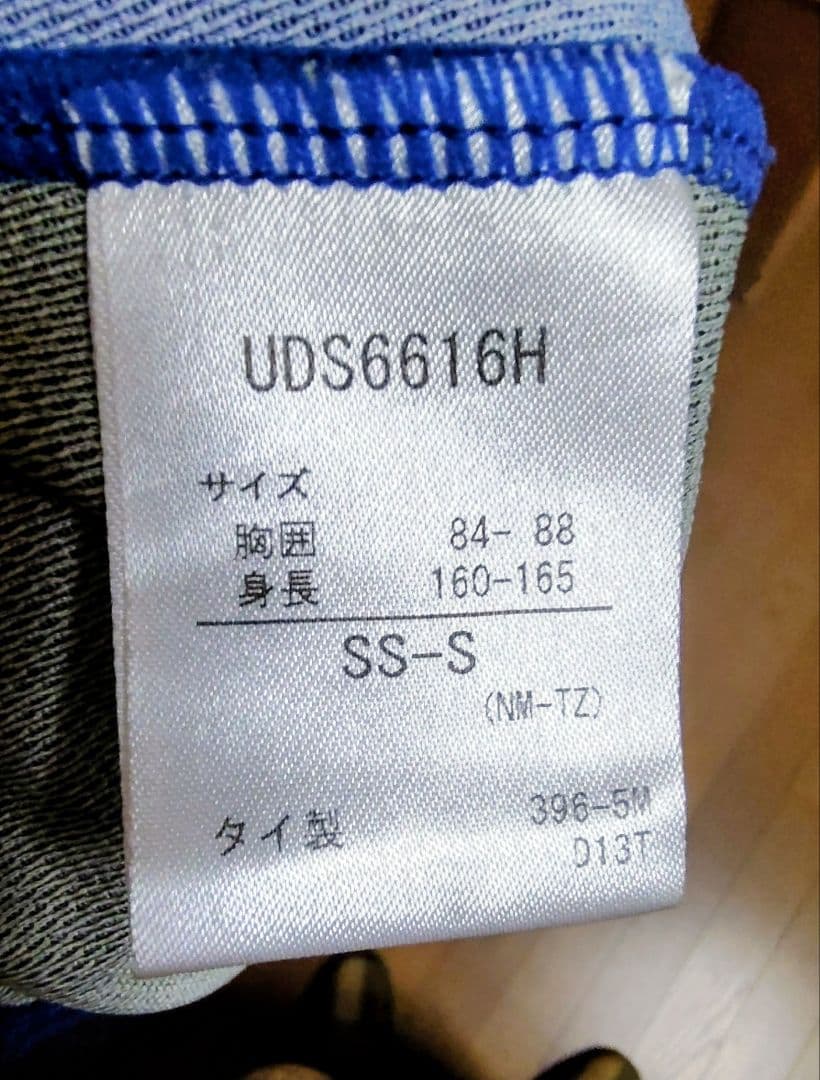 UDS6616H
サイズ
胸囲 84- 88
身長 160-165
SS-S
(NM-TZ)
396-5M
タイ製
D13T